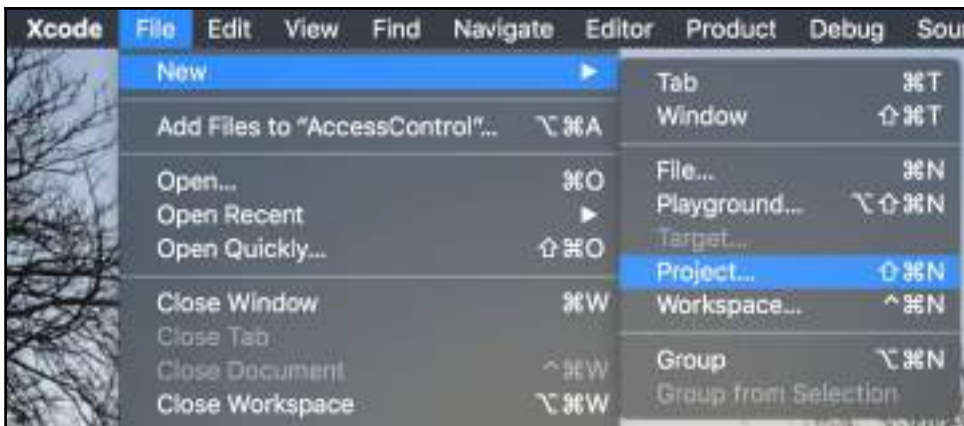 Xcode File Edit View Find Navigate Editor Product Debug
New ▶
Add Files to “AccessControl”... ⌥⌘A
Open... ⌘O
Open Recent ▶
Open Quickly... ⇧⌘O
Close Window ⌘W
Close Tab
Close Document ^⌘W
Close Workspace ⌥⌘W
Tab ⌘T
Window ⇧⌘T
File... ⌘N
Playground... ⌥⇧⌘N
Target...
Project... ⇧⌘N
Workspace... ^⌘N
Group ⌥⌘N
Group from Selection